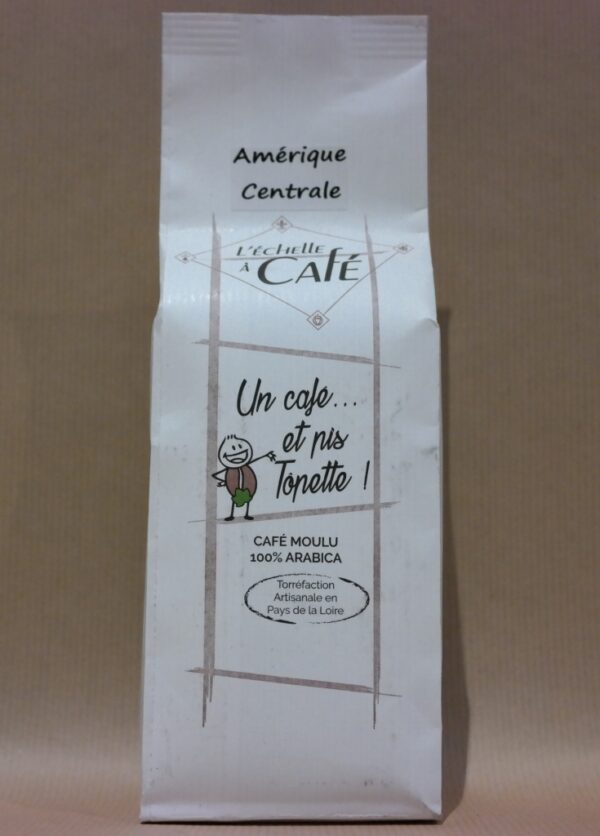 Amérique
Centrale
L'échelle
à Café
Un café...
et pis
Topette !
CAFÉ MOULU
100% ARABICA
Torréfaction
Artisanale en
Pays de la Loire